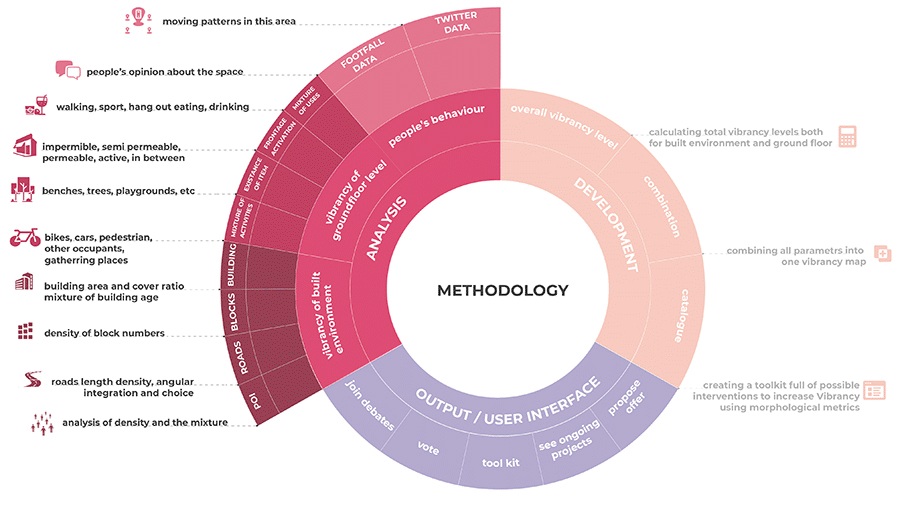 moving patterns in this area
people's opinion about the space
walking, sport, hang out eating, drinking
impermible, semi permeable,
permeable, active, in between
benches, trees, playgrounds, etc
bikes, cars, pedestrian,
other occupants,
gatherring places
building area and cover ratio
mixture of building age
density of block numbers
roads length density, angular
integration and choice
analysis of density and the mixture
TWITTER
DATA
FOOTFALL
DATA
MIXTURE
OF USES
FRONTAGE
ACTIVATION
EXISTANCE
OF ITEM
MIXTURE OF
ACTIVITIES
BUILDING
BLOCKS
ROADS
POI
people's behaviour
vibrancy of
groundfloor level
vibrancy of built
environment
ANALYSIS
METHODOLOGY
DEVELOPMENT
overall vibrancy level
combination
catalogue
calculating total vibrancy levels both
for built environment and ground floor
combining all parametrs into
one vibrancy map
creating a toolkit full of possible
interventions to increase Vibrancy
using morphological metrics
OUTPUT / USER INTERFACE
join debates
vote
tool kit
see ongoing
projects
propose
offer